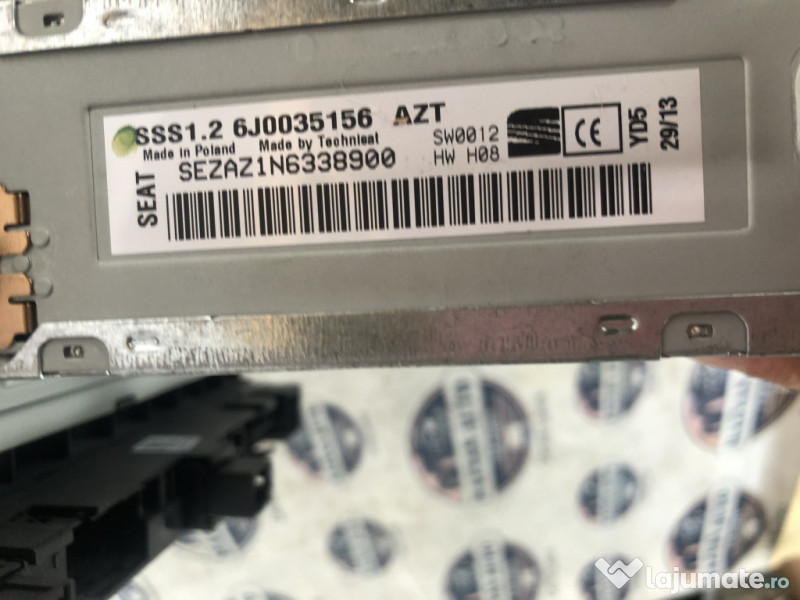 SSS1.2 6J0035156 AZT
Made in Poland Made by Technisat
SEZAZ1N6338900
SW0012
HW H08
SEAT
CE
YD5
29/13
lajumate.ro